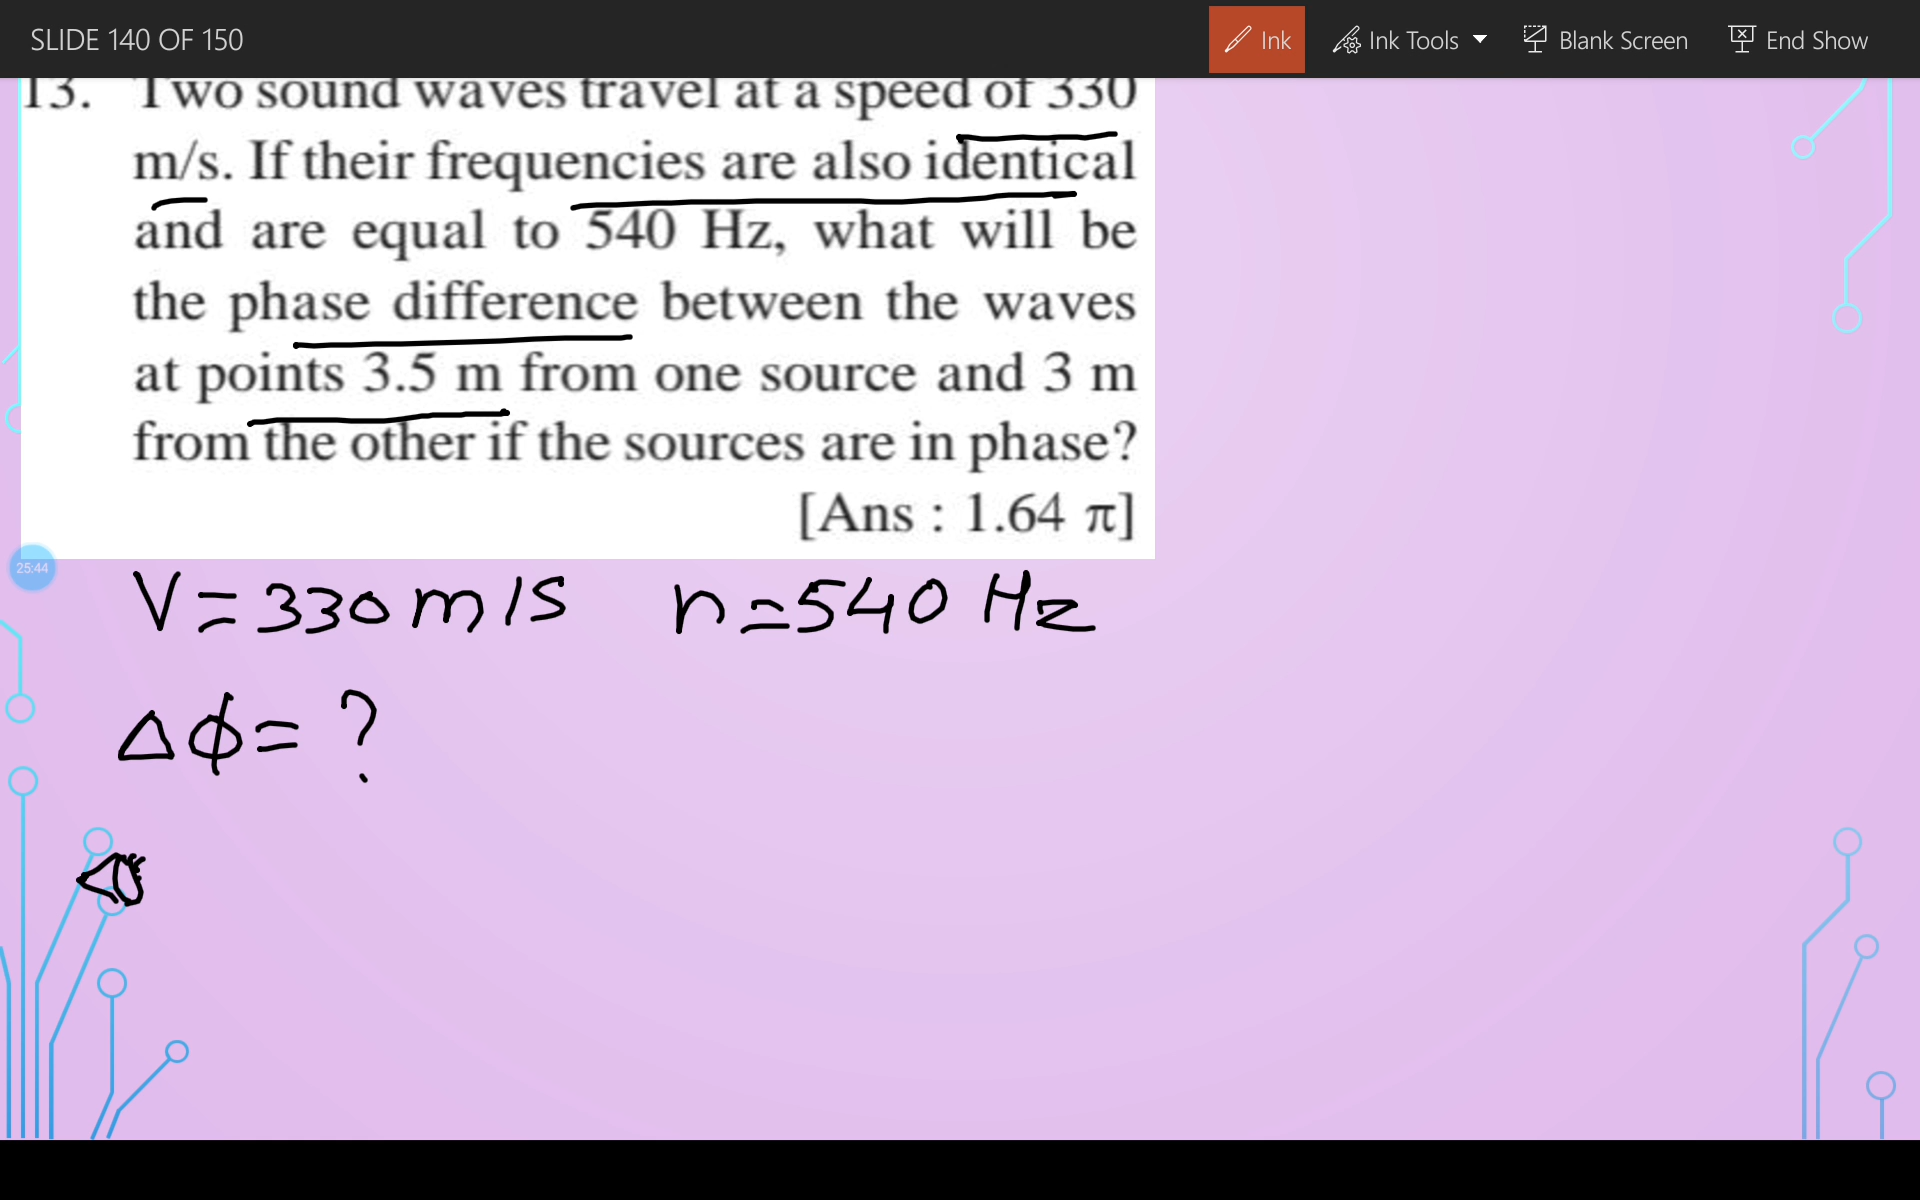 SLIDE 140 OF 150 Ink Ink Tools Blank Screen End Show
13. Two sound waves travel at a speed of 330
m/s. If their frequencies are also identical
and are equal to 540 Hz, what will be
the phase difference between the waves
at points 3.5 m from one source and 3 m
from the other if the sources are in phase?
[Ans : 1.64 π]
25:44
V = 330 m/s n = 540 Hz
Δϕ = ?